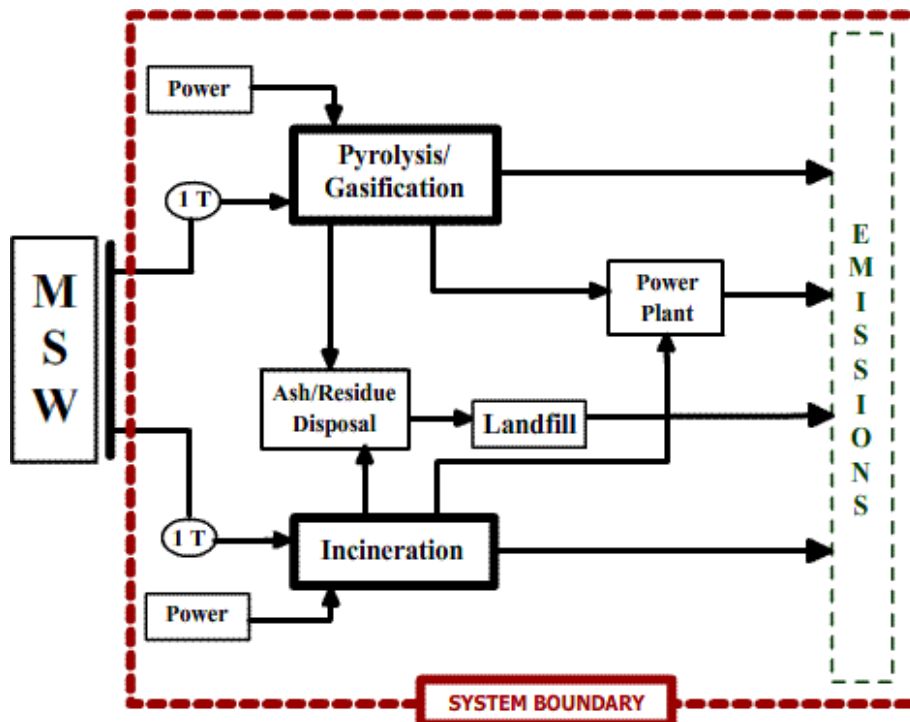 Power
Pyrolysis/
Gasification
1 T
M
S
W
Power
Plant
Ash/Residue
Disposal
Landfill
1 T
Incineration
Power
E
M
I
S
S
I
O
N
S
SYSTEM BOUNDARY